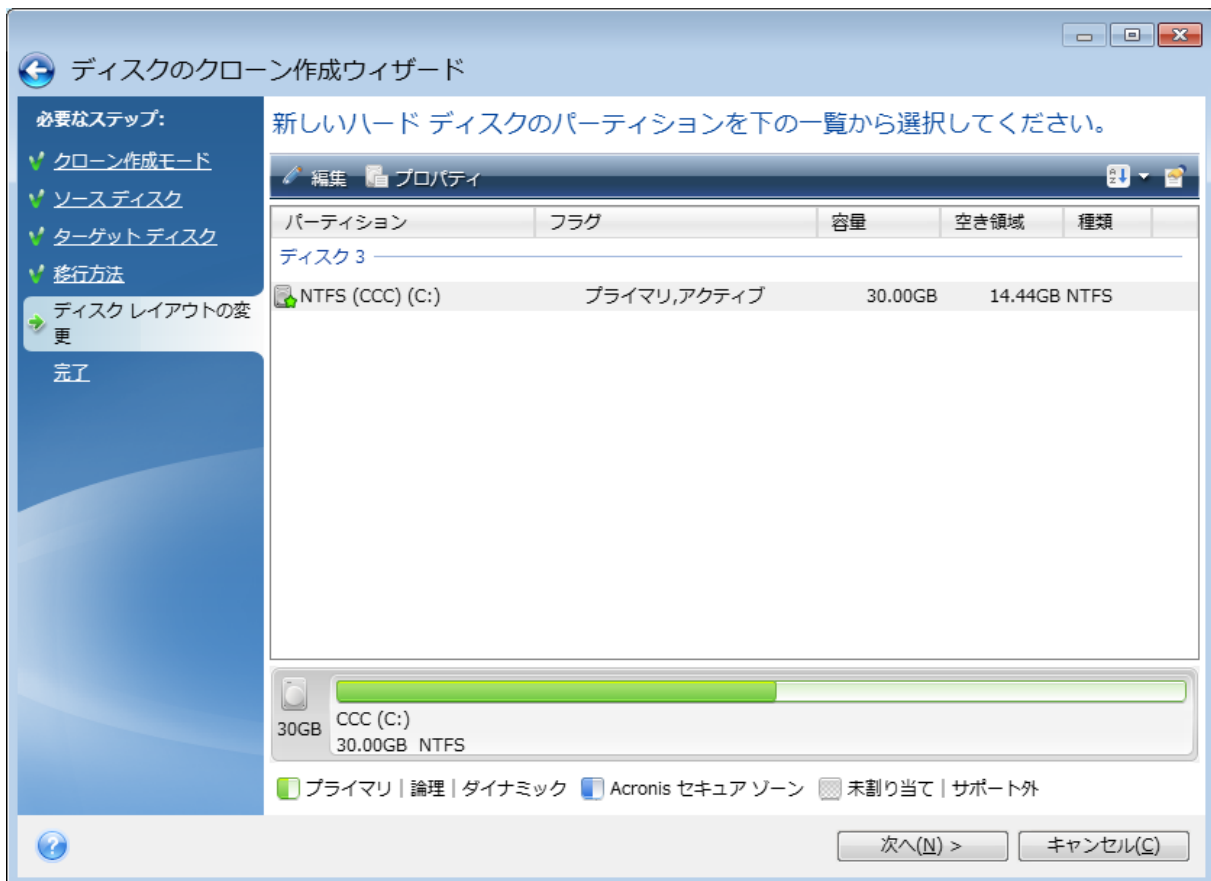 ディスクのクローン作成ウィザード
必要なステップ:
クローン作成モード
ソース ディスク
ターゲット ディスク
移行方法
ディスク レイアウトの変
更
完了
新しいハード ディスクのパーティションを下の一覧から選択してください。
編集 プロパティ
パーティション フラグ 容量 空き領域 種類
ディスク 3
NTFS (CCC) (C:) プライマリ,アクティブ 30.00GB 14.44GB NTFS
30GB
CCC (C:)
30.00GB NTFS
プライマリ | 論理 | ダイナミック Acronis セキュア ゾーン 未割り当て | サポート外
次へ(N) > キャンセル(C)